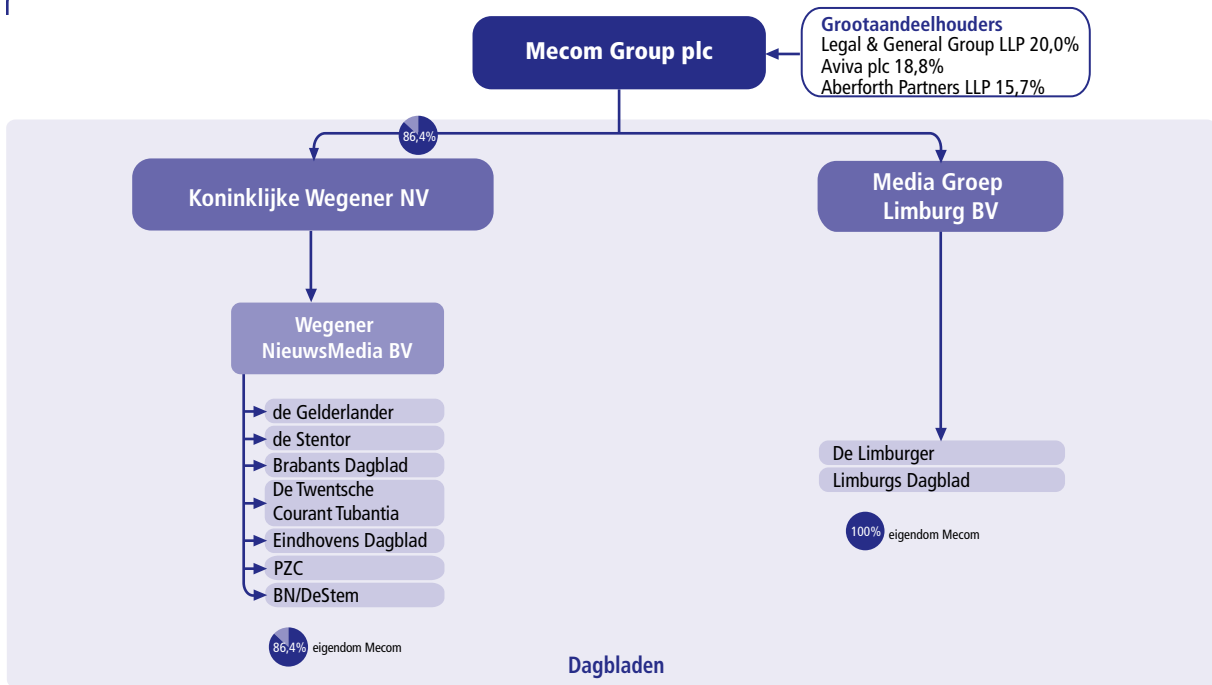 Mecom Group plc
Grootaandeelhouders
Legal & General Group LLP 20,0%
Aviva plc 18,8%
Aberforth Partners LLP 15,7%
86,4%
Koninklijke Wegener NV
Media Groep
Limburg BV
Wegener
NieuwsMedia BV
de Gelderlander
de Stentor
Brabants Dagblad
De Twentsche
Courant Tubantia
Eindhovens Dagblad
PZC
BN/DeStem
86,4% eigendom Mecom
De Limburger
Limburgs Dagblad
100% eigendom Mecom
Dagbladen